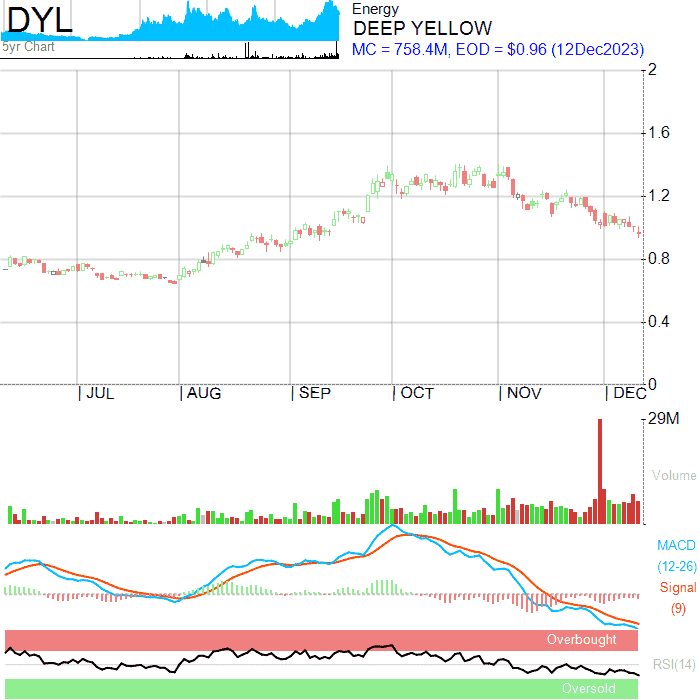 DYL
5yr Chart
Energy
DEEP YELLOW
MC = 758.4M, EOD = $0.96 (12Dec2023)
2
1.6
1.2
0.8
0.4
0
JUL AUG SEP OCT NOV DEC
29M
Volume
MACD
(12-26)
Signal
(9)
Overbought
RSI(14)
Oversold